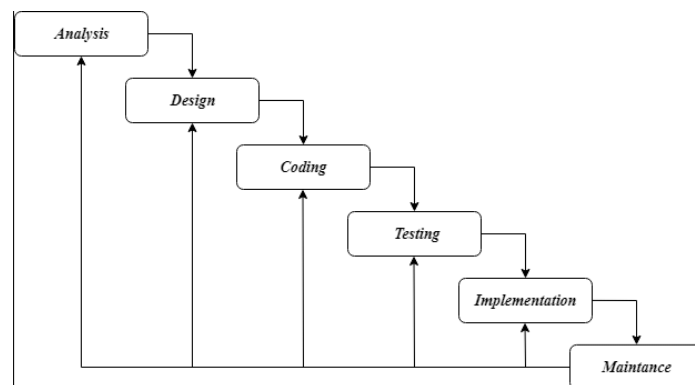 Analysis
Design
Coding
Testing
Implementation
Maintance